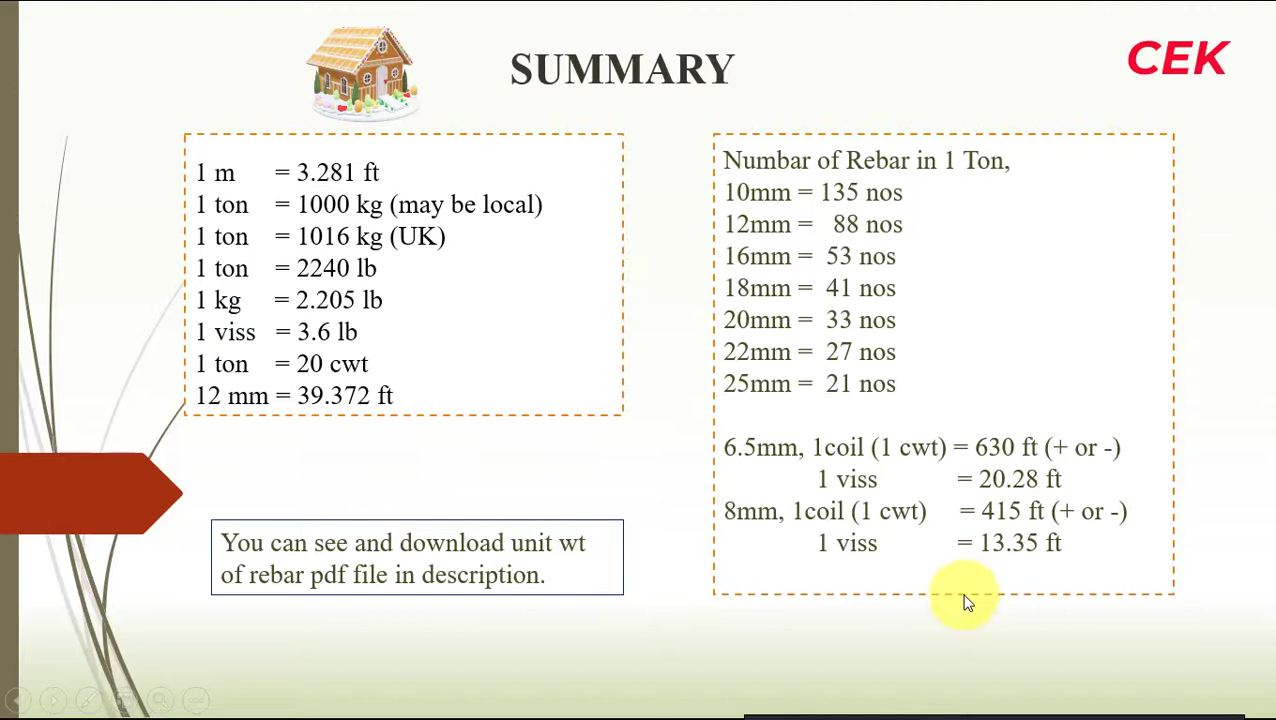 SUMMARY
CEK
1 m = 3.281 ft
1 ton = 1000 kg (may be local)
1 ton = 1016 kg (UK)
1 ton = 2240 lb
1 kg = 2.205 lb
1 viss = 3.6 lb
1 ton = 20 cwt
12 mm = 39.372 ft
You can see and download unit wt
of rebar pdf file in description.
Numbar of Rebar in 1 Ton,
10mm = 135 nos
12mm = 88 nos
16mm = 53 nos
18mm = 41 nos
20mm = 33 nos
22mm = 27 nos
25mm = 21 nos
6.5mm, 1coil (1 cwt) = 630 ft (+ or -)
1 viss = 20.28 ft
8mm, 1coil (1 cwt) = 415 ft (+ or -)
1 viss = 13.35 ft